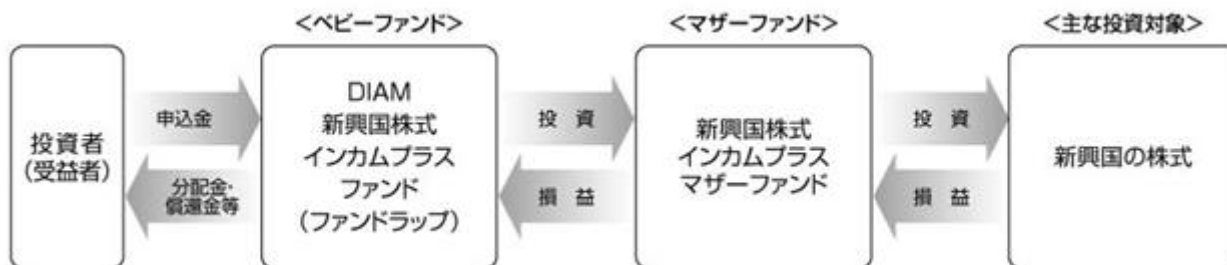 <ベビーファンド>
<マザーファンド>
<主な投資対象>
投資者
(受益者)
申込金
分配金・
償還金等
DIAM
新興国株式
インカムプラス
ファンド
(ファンドラップ)
投 資
損 益
新興国株式
インカムプラス
マザーファンド
投 資
損 益
新興国の株式